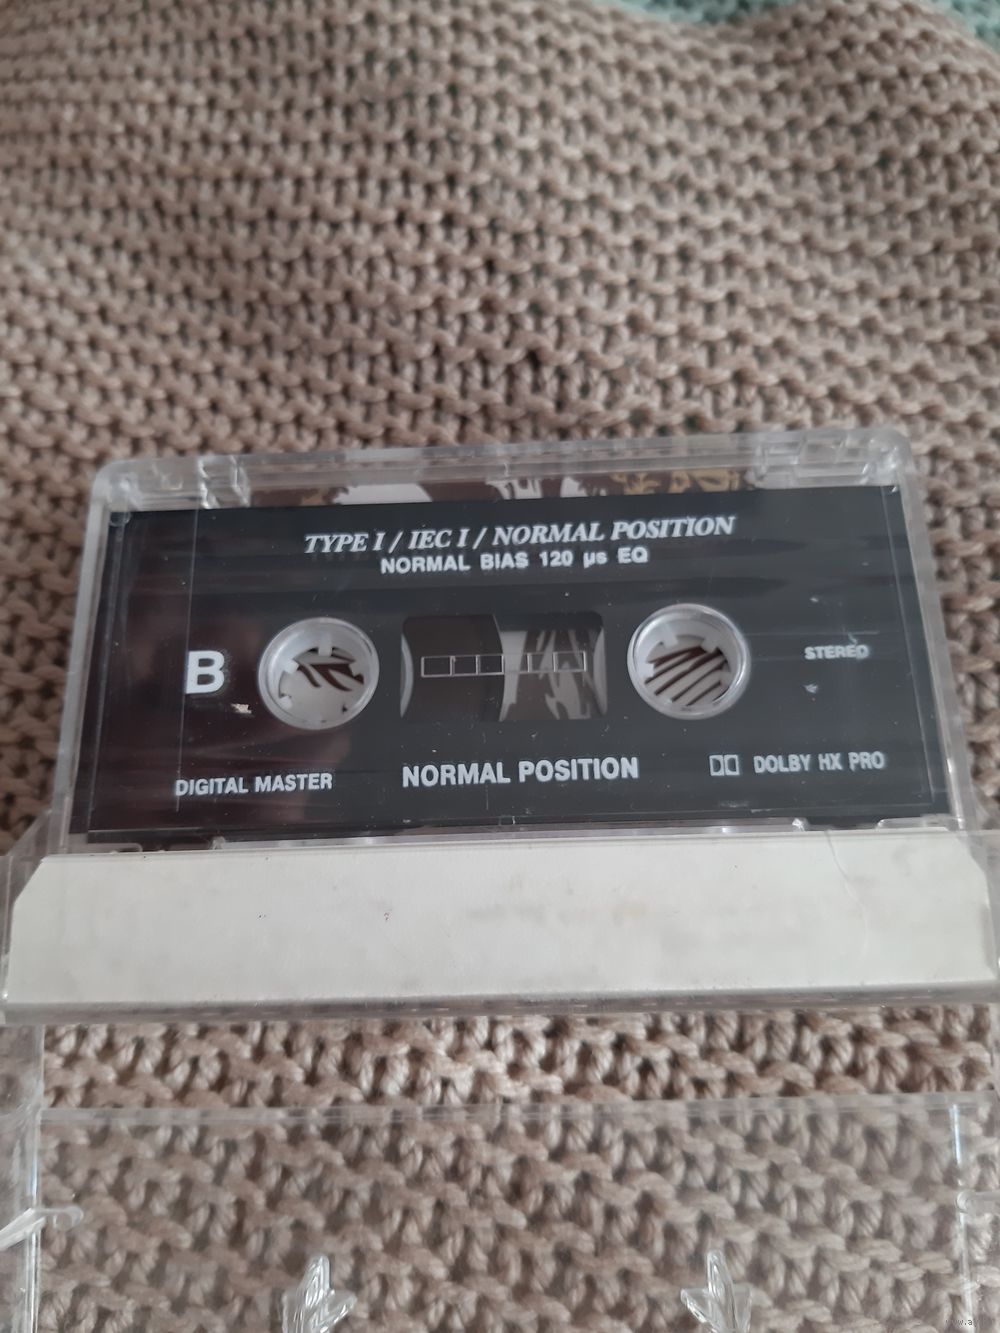 TYPE I / IEC I / NORMAL POSITION
NORMAL BIAS 120 µs EQ
B
STEREO
DIGITAL MASTER
NORMAL POSITION
DOLBY HX PRO